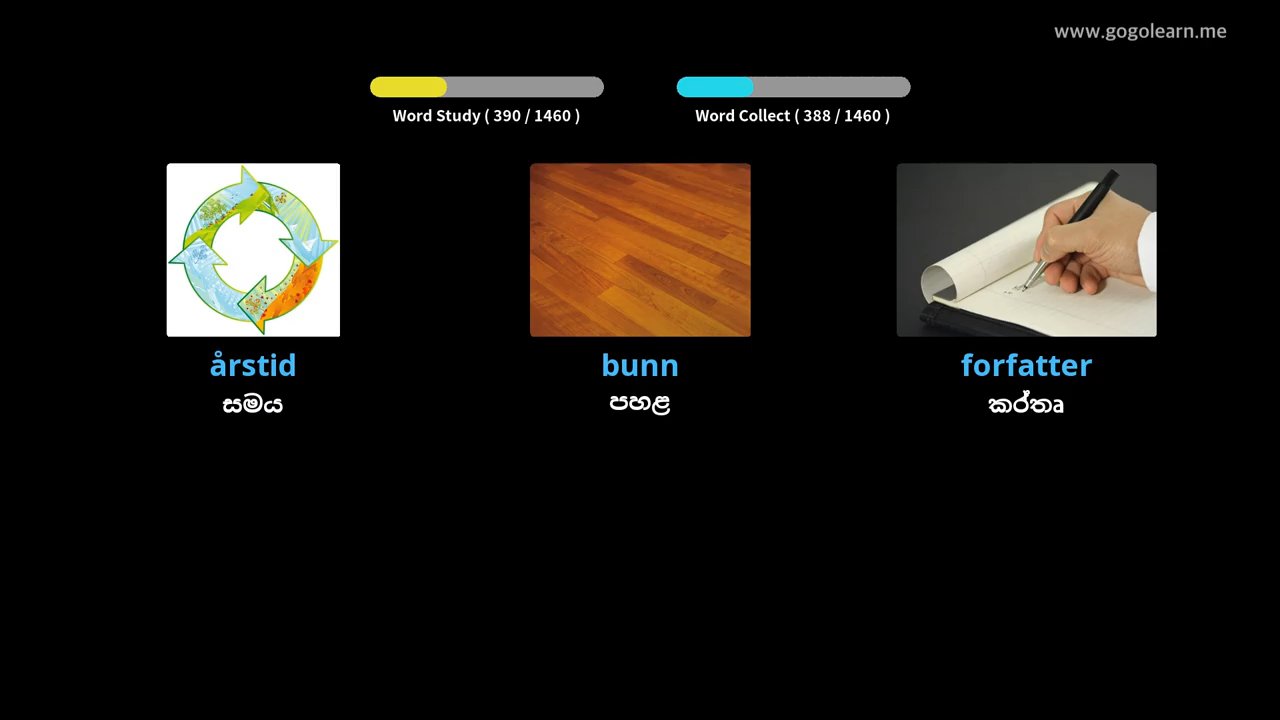 www.gogolearn.me
Word Study ( 390 / 1460 )
Word Collect ( 388 / 1460 )
årstid
bunn
forfatter
සමය
පහළ
කර්තෘ